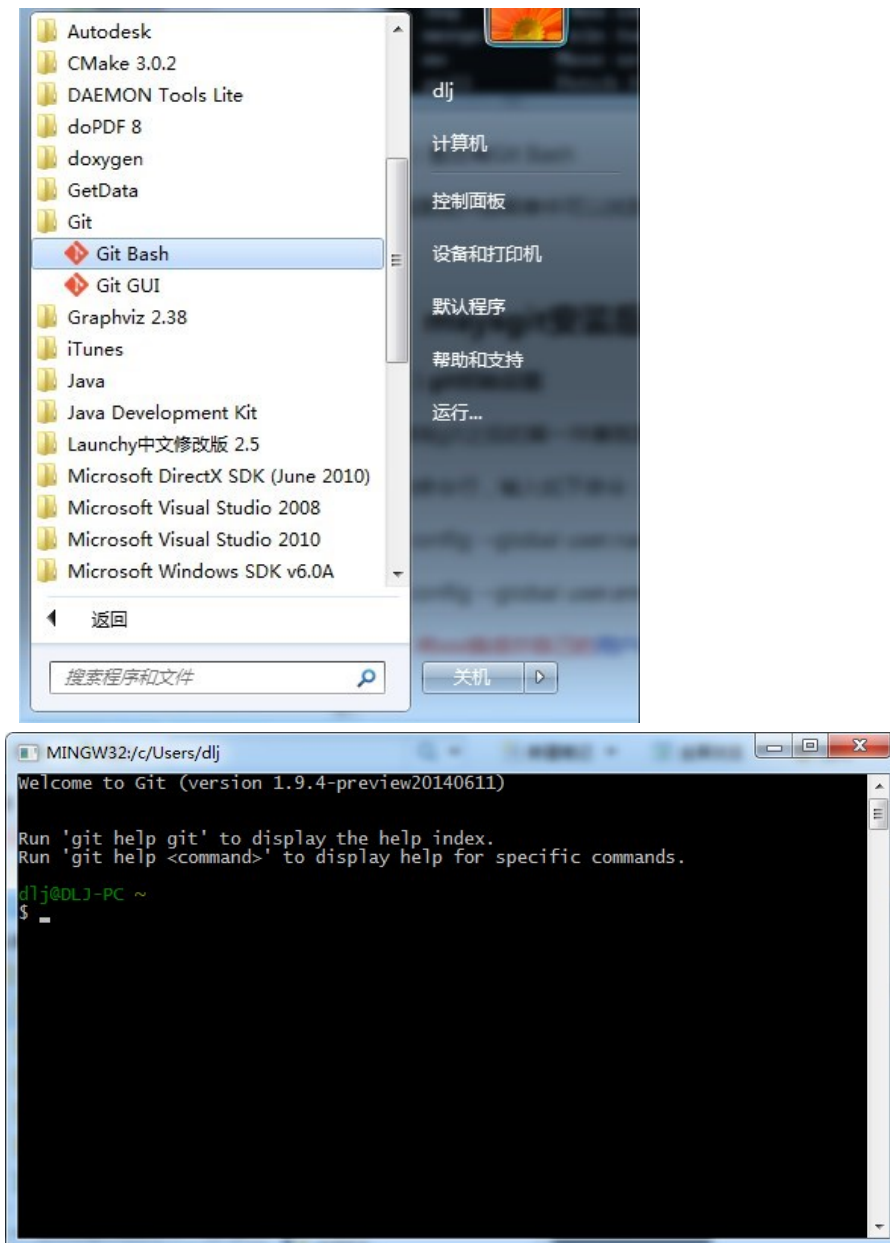 Autodesk
CMake 3.0.2
DAEMON Tools Lite
doPDF 8
doxygen
GetData
Git
Git Bash
Git GUI
Graphviz 2.38
iTunes
Java
Java Development Kit
Launchy中文修改版 2.5
Microsoft DirectX SDK (June 2010)
Microsoft Visual Studio 2008
Microsoft Visual Studio 2010
Microsoft Windows SDK v6.0A
返回
搜索程序和文件
dlj
计算机
控制面板
设备和打印机
默认程序
帮助和支持
运行...
关机
MINGW32:/c/Users/dlj
Welcome to Git (version 1.9.4-preview20140611)
Run 'git help git' to display the help index.
Run 'git help <command>' to display help for specific commands.
dlj@DLJ-PC ~
$